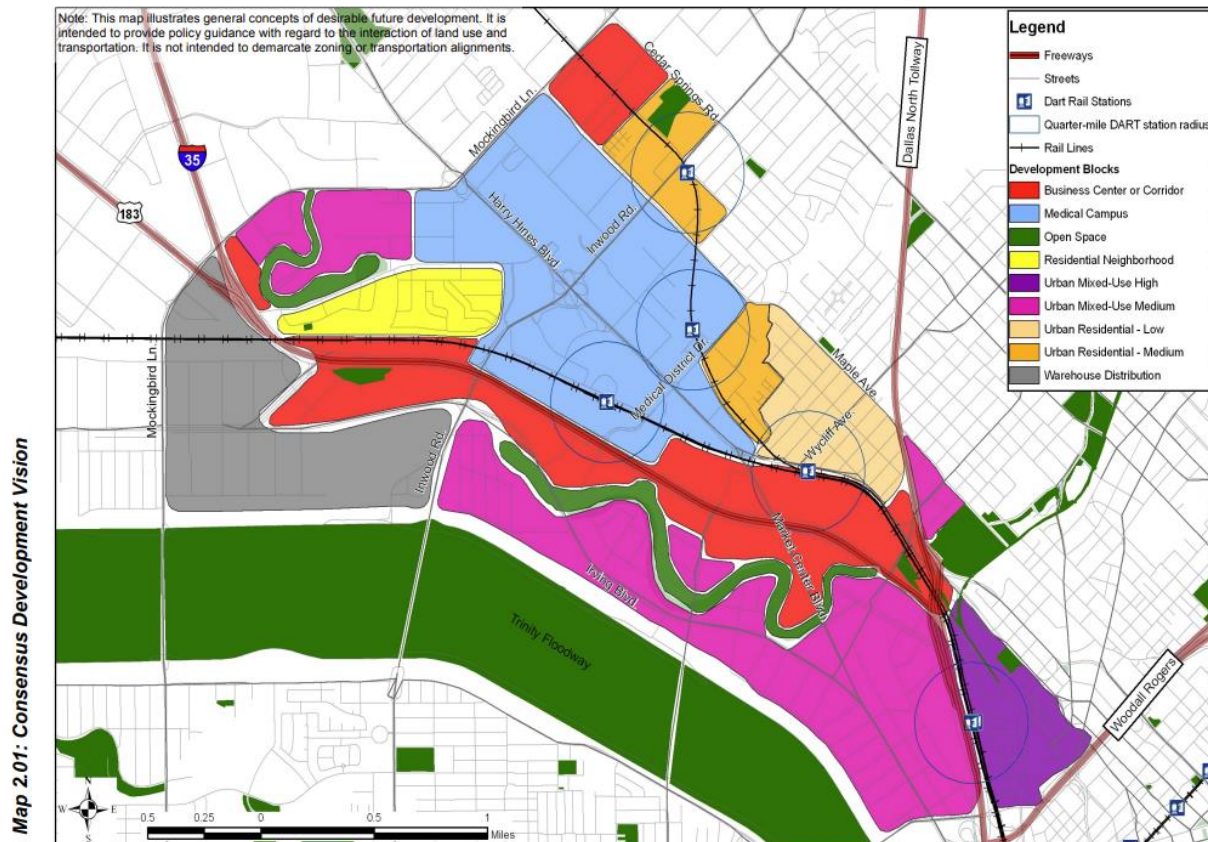 Map 2.01: Consensus Development Vision
Note: This map illustrates general concepts of desirable future development. It is
intended to provide policy guidance with regard to the interaction of land use and
transportation. It is not intended to demarcate zoning or transportation alignments.
Legend
Freeways
Streets
Dart Rail Stations
Quarter-mile DART station radius
Rail Lines
Development Blocks
Business Center or Corridor
Medical Campus
Open Space
Residential Neighborhood
Urban Mixed-Use High
Urban Mixed-Use Medium
Urban Residential - Low
Urban Residential - Medium
Warehouse Distribution
Cedar Springs Rd.
Mockingbird Ln.
Dallas North Tollway
35
183
Harry Hines Blvd
Inwood Rd.
Mockingbird Ln.
Medical District Dr.
Maple Ave.
Wycliff Ave.
Inwood Rd.
Market Center Blvd.
Irving Blvd.
Trinity Floodway
Woodall Rogers
N
W
E
S
0.5
0.25
0
0.5
1
Miles